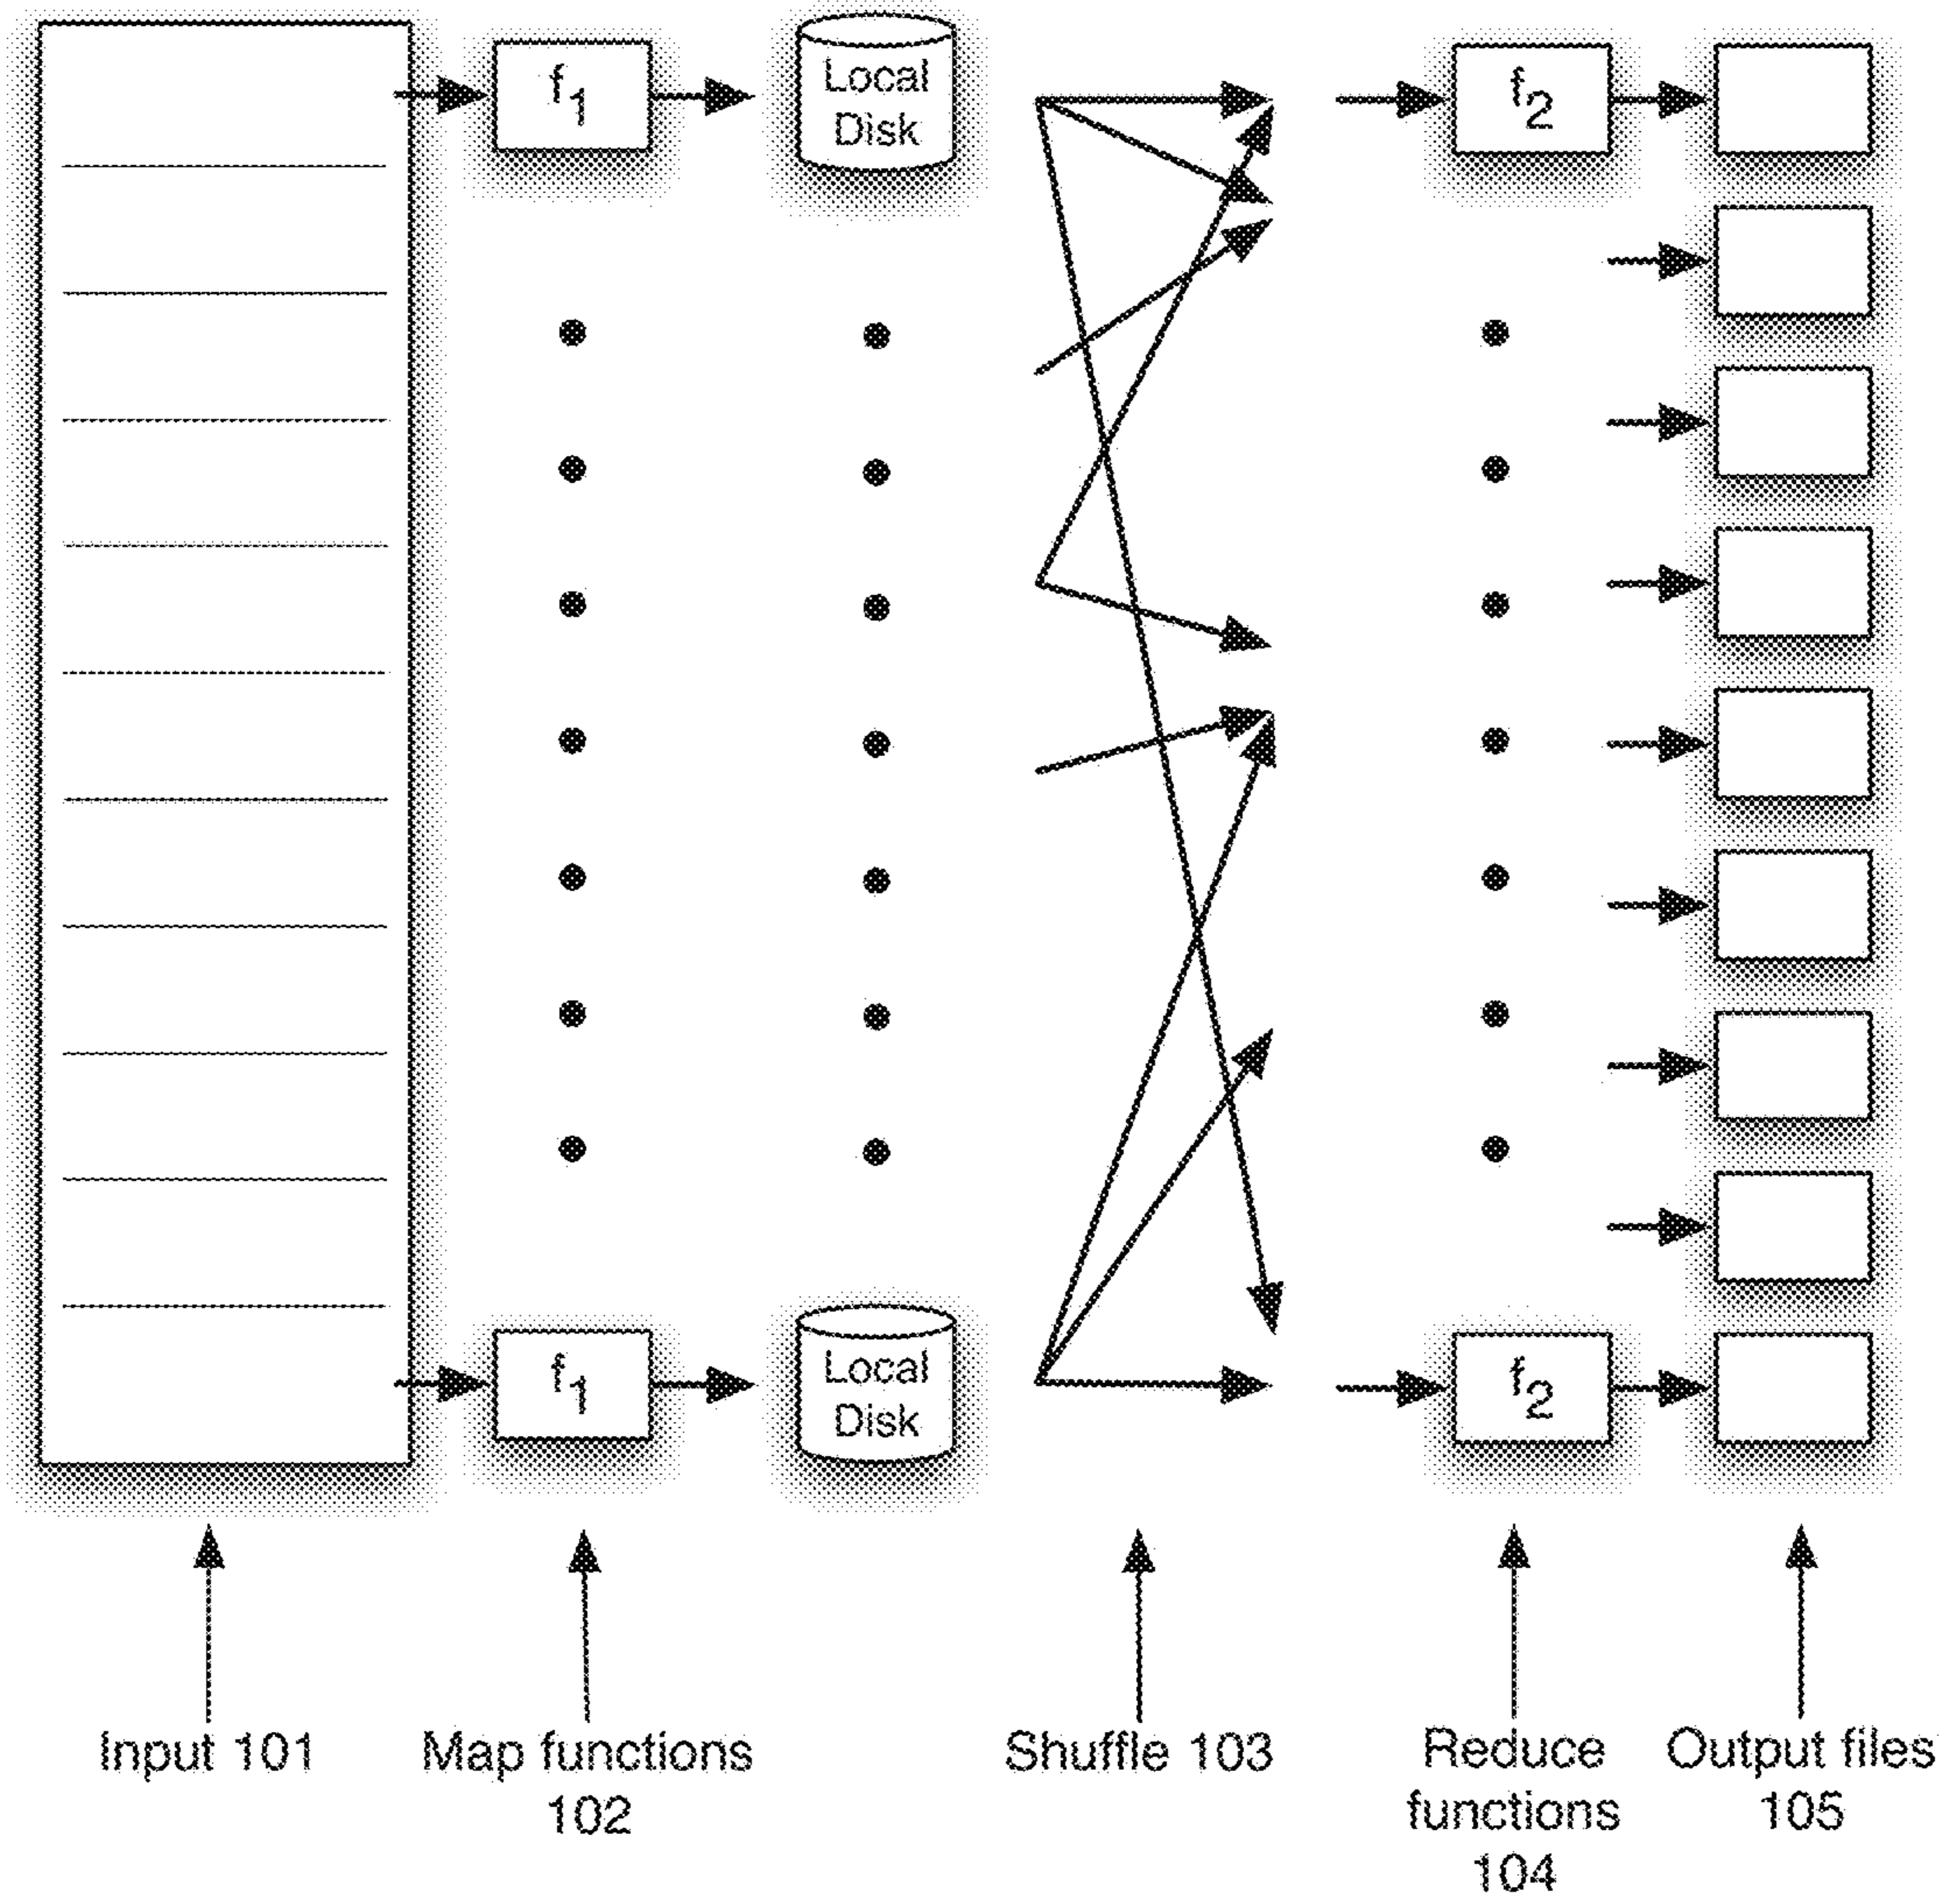 f1
Local
Disk
f2
f1
Local
Disk
f2
Input 101
Map functions
102
Shuffle 103
Reduce
functions
104
Output files
105